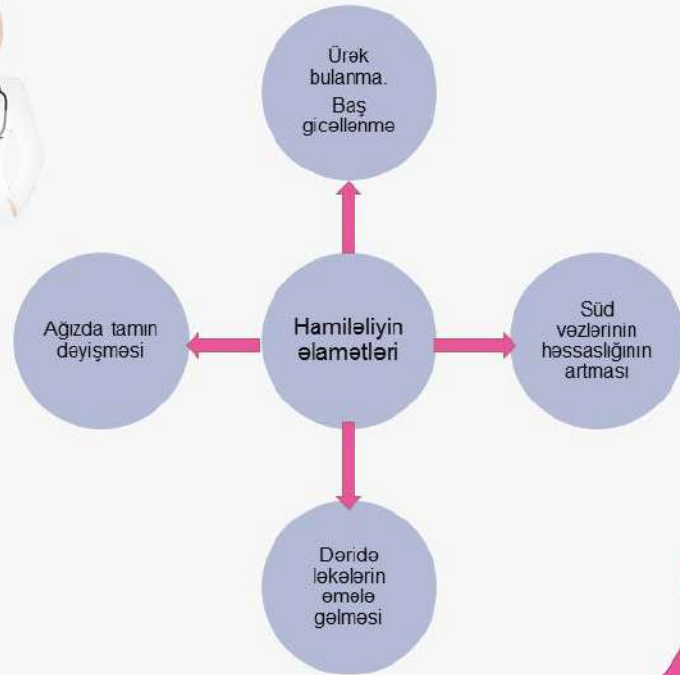 Ürək
bulanma.
Baş
gicəllənmə
Ağızda tamın
dəyişməsi
Hamiləliyin
əlamətləri
Süd
vəzlərinin
həssaslığının
artması
Dəridə
ləkələrin
əmələ
gəlməsi